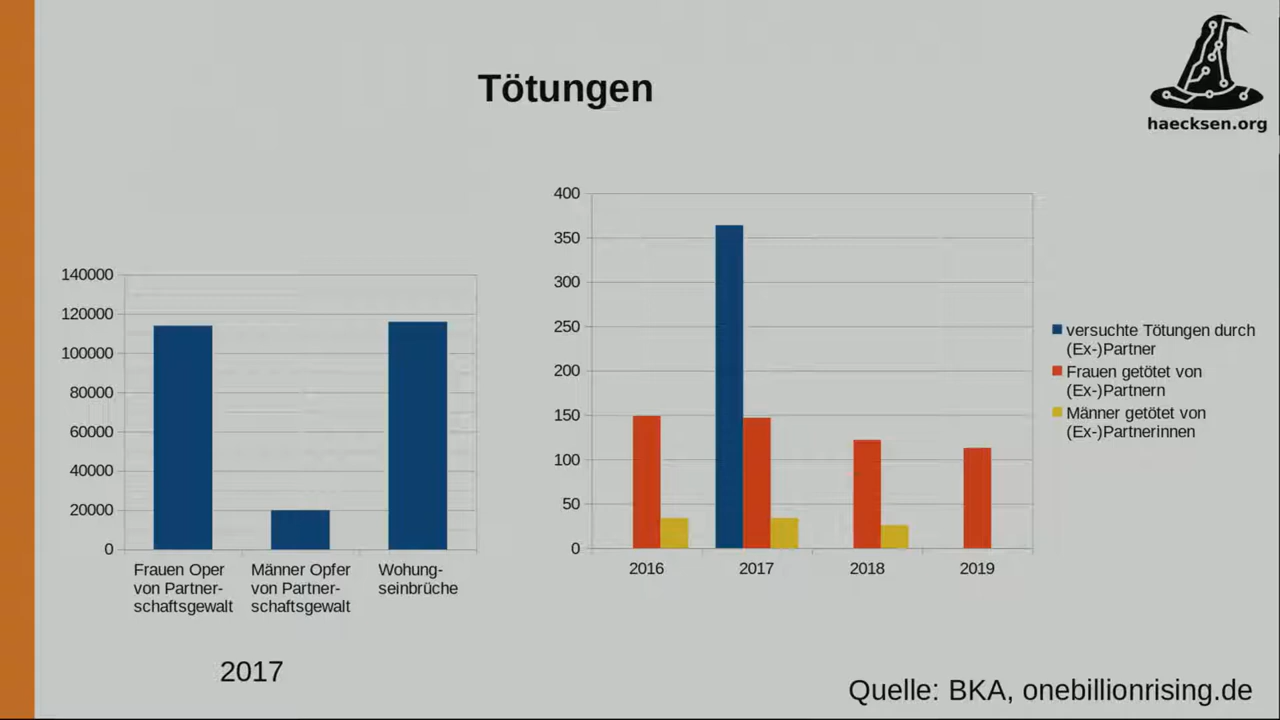 Tötungen
haecksen.org
140000
120000
100000
80000
60000
40000
20000
0
Frauen Oper
von Partner-
schaftsgewalt
Männer Opfer
von Partner-
schaftsgewalt
Wohung-
seinbrüche
2017
400
350
300
250
200
150
100
50
0
2016
2017
2018
2019
versuchte Tötungen durch
(Ex-)Partner
Frauen getötet von
(Ex-)Partnern
Männer getötet von
(Ex-)Partnerinnen
Quelle: BKA, onebillionrising.de